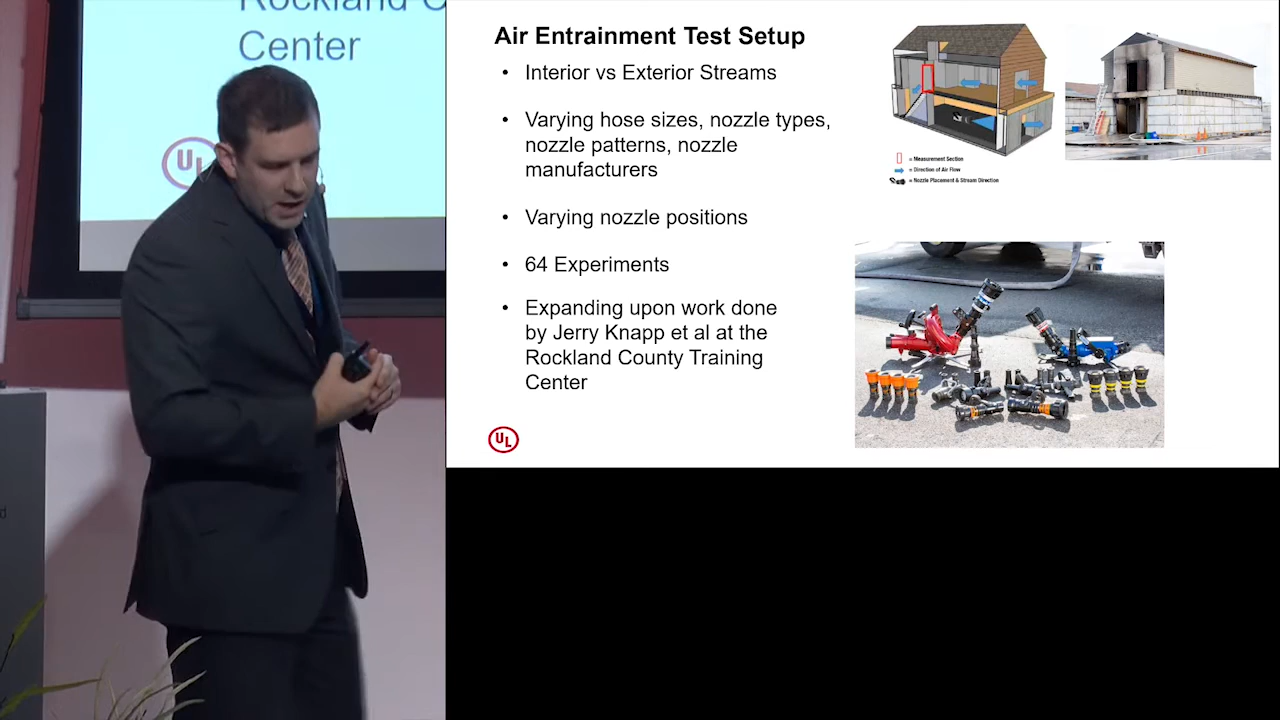 Rockland C
Center
UL
d
Air Entrainment Test Setup
• Interior vs Exterior Streams
• Varying hose sizes, nozzle types,
nozzle patterns, nozzle
manufacturers
• Varying nozzle positions
• 64 Experiments
• Expanding upon work done
by Jerry Knapp et al at the
Rockland County Training
Center
UL
= Measurement Section
= Direction of Air Flow
= Nozzle Placement & Stream Direction